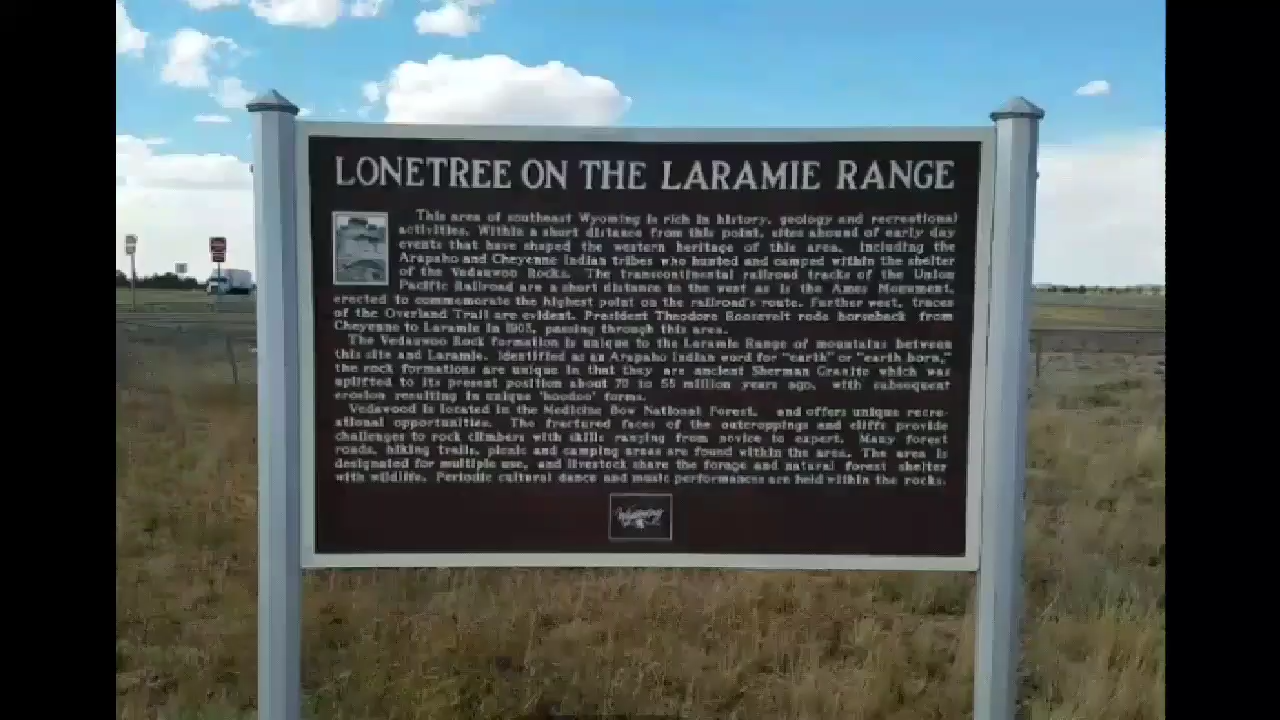 LONETREE ON THE LARAMIE RANGE
This area of southeast Wyoming is rich in history, geology and recreational
activities. Within a short distance from this point, sites abound of early day
events that have shaped the western heritage of this area, including the
Arapaho and Cheyenne Indian tribes who hunted and camped within the shelter
of the Vedauwoo Rocks. The transcontinental railroad tracks of the Union
Pacific Railroad are a short distance to the west as is the Ames Monument,
erected to commemorate the highest point on the railroad's route. Further west, traces
of the Overland Trail are evident. President Theodore Roosevelt rode horseback from
Cheyenne to Laramie in 1903, passing through this area.
The Vedauwoo Rock formation is unique to the Laramie Range of mountains between
this site and Laramie. Identified as an Arapaho Indian word for "earth" or "earth born,"
the rock formations are unique in that they are ancient Sherman Granite which was
uplifted to its present position about 70 to 55 million years ago, with subsequent
erosion resulting in unique 'hoodoo' forms.
Vedawood is located in the Medicine Bow National Forest, and offers unique recre-
ational opportunities. The fractured faces of the outcroppings and cliffs provide
challenges to rock climbers with skills ranging from novice to expert. Many forest
roads, hiking trails, picnic and camping areas are found within the area. The area is
designated for multiple use, and livestock share the forage and natural forest shelter
with wildlife. Periodic cultural dance and music performances are held within the rocks.
Wyoming